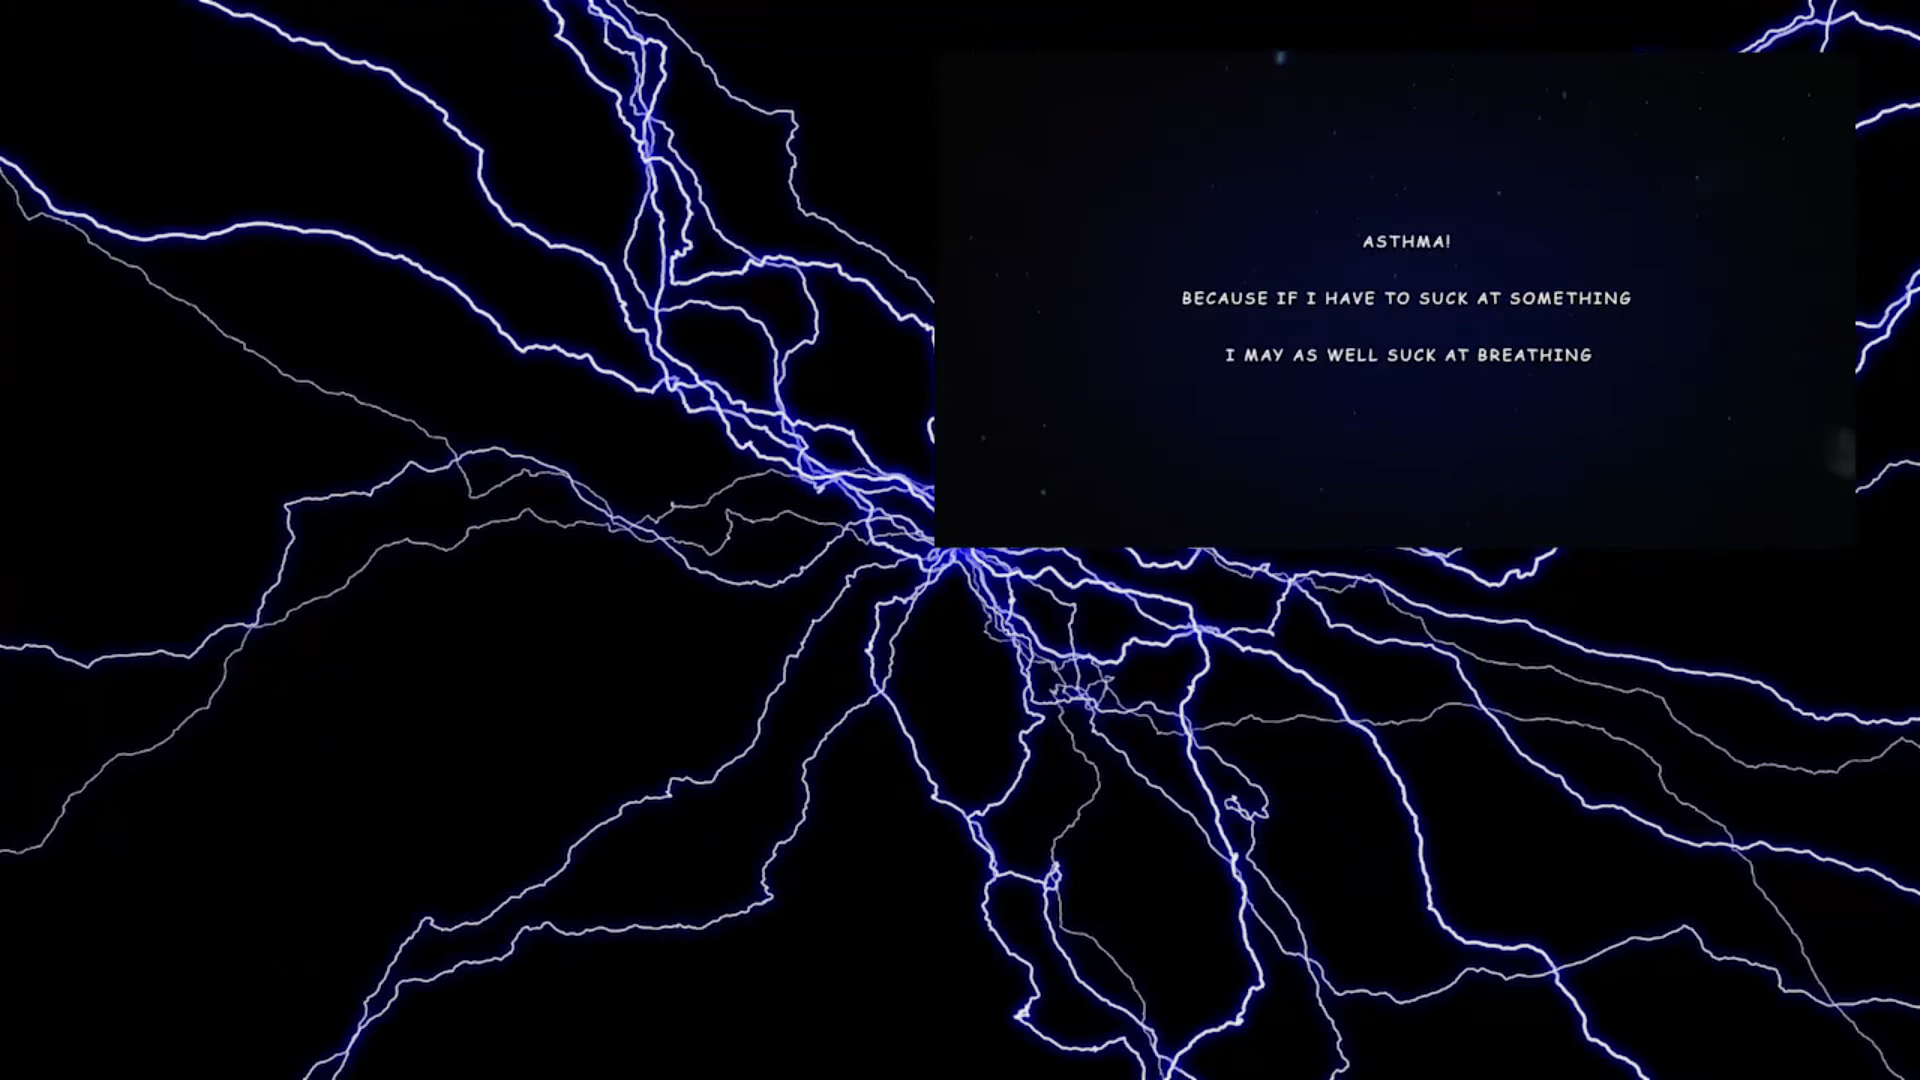 ASTHMA!
BECAUSE IF I HAVE TO SUCK AT SOMETHING
I MAY AS WELL SUCK AT BREATHING